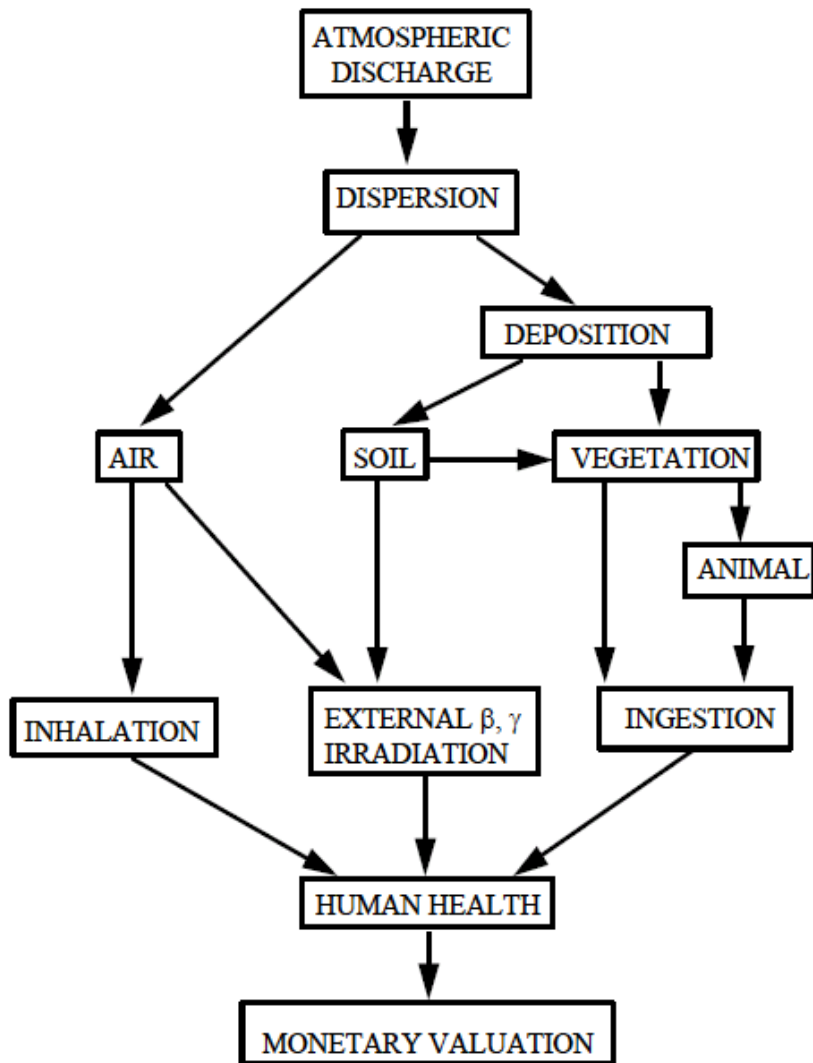 ATMOSPHERIC
DISCHARGE
DISPERSION
DEPOSITION
AIR
SOIL
VEGETATION
ANIMAL
INHALATION
EXTERNAL β, γ
IRRADIATION
INGESTION
HUMAN HEALTH
MONETARY VALUATION